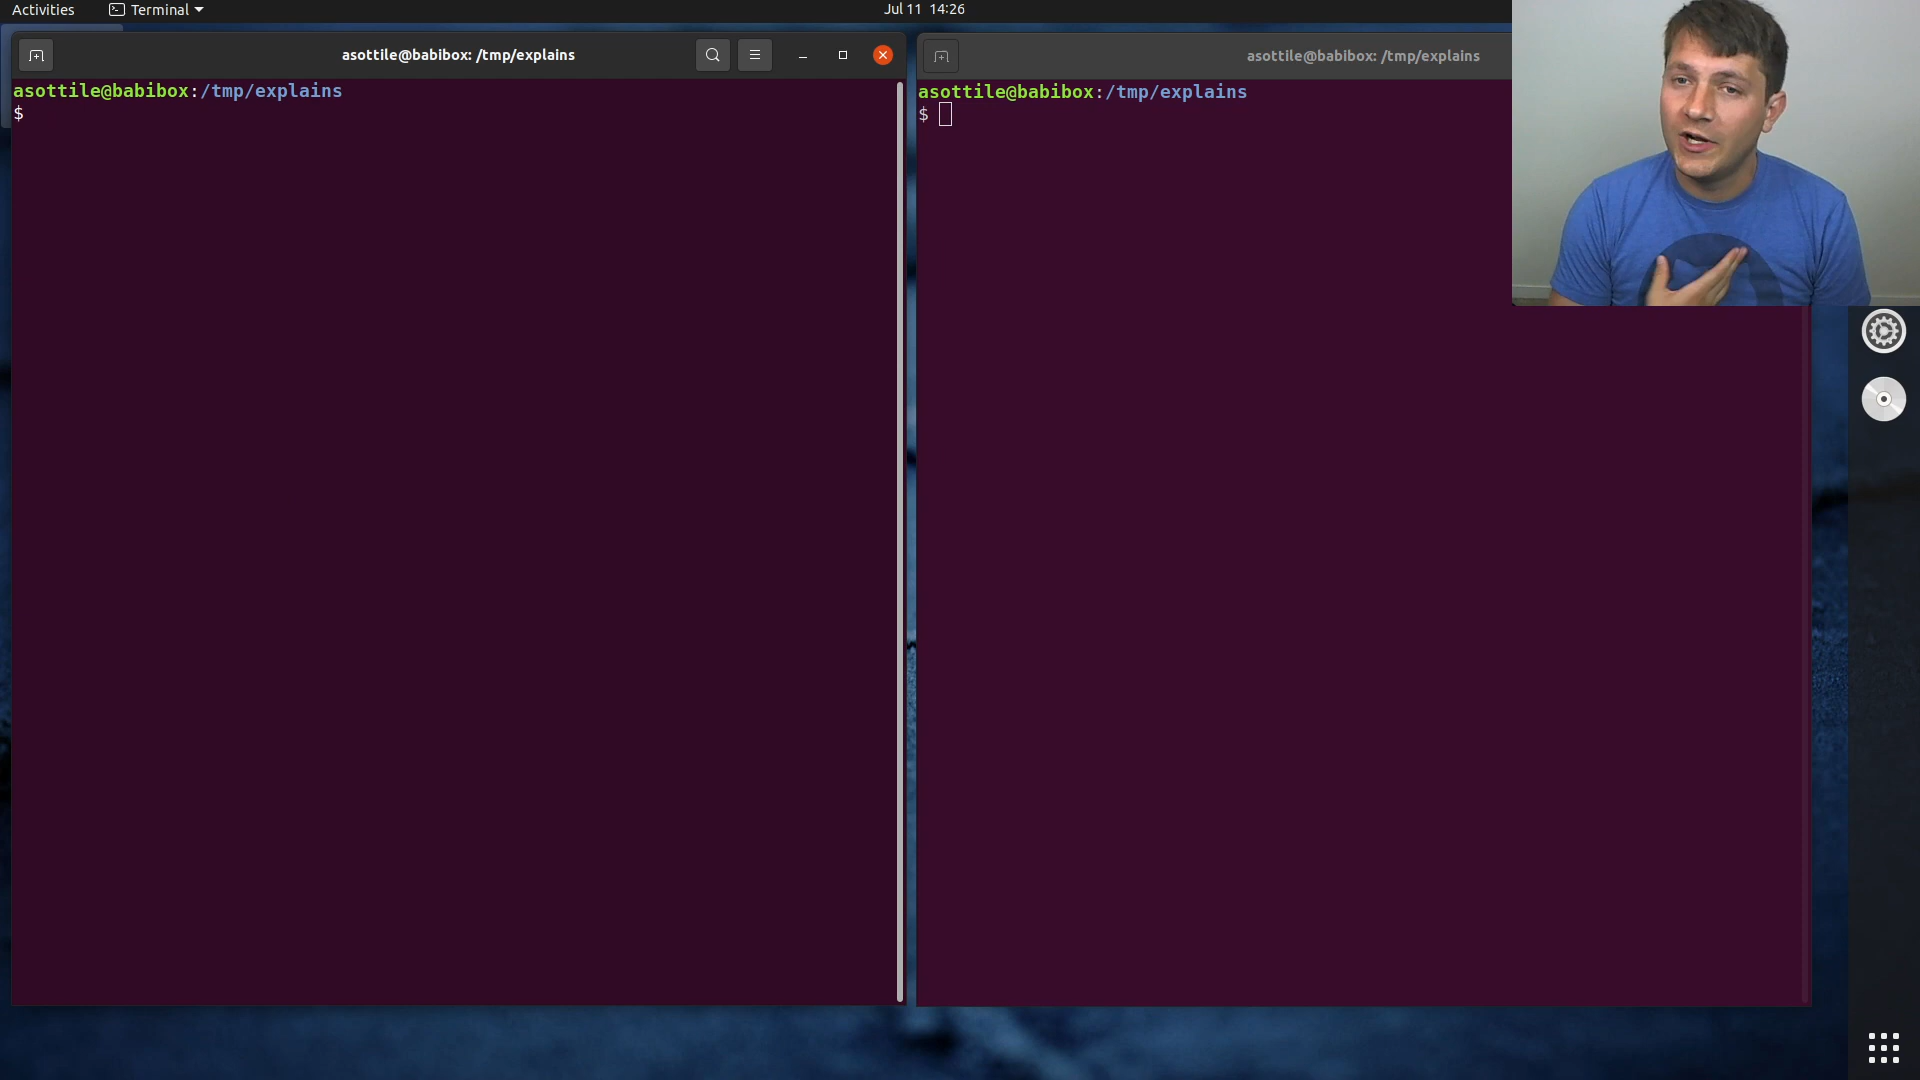 Activities Terminal Jul 11 14:26
asottile@babibox: /tmp/explains
asottile@babibox:/tmp/explains
$
asottile@babibox: /tmp/explains
asottile@babibox:/tmp/explains
$